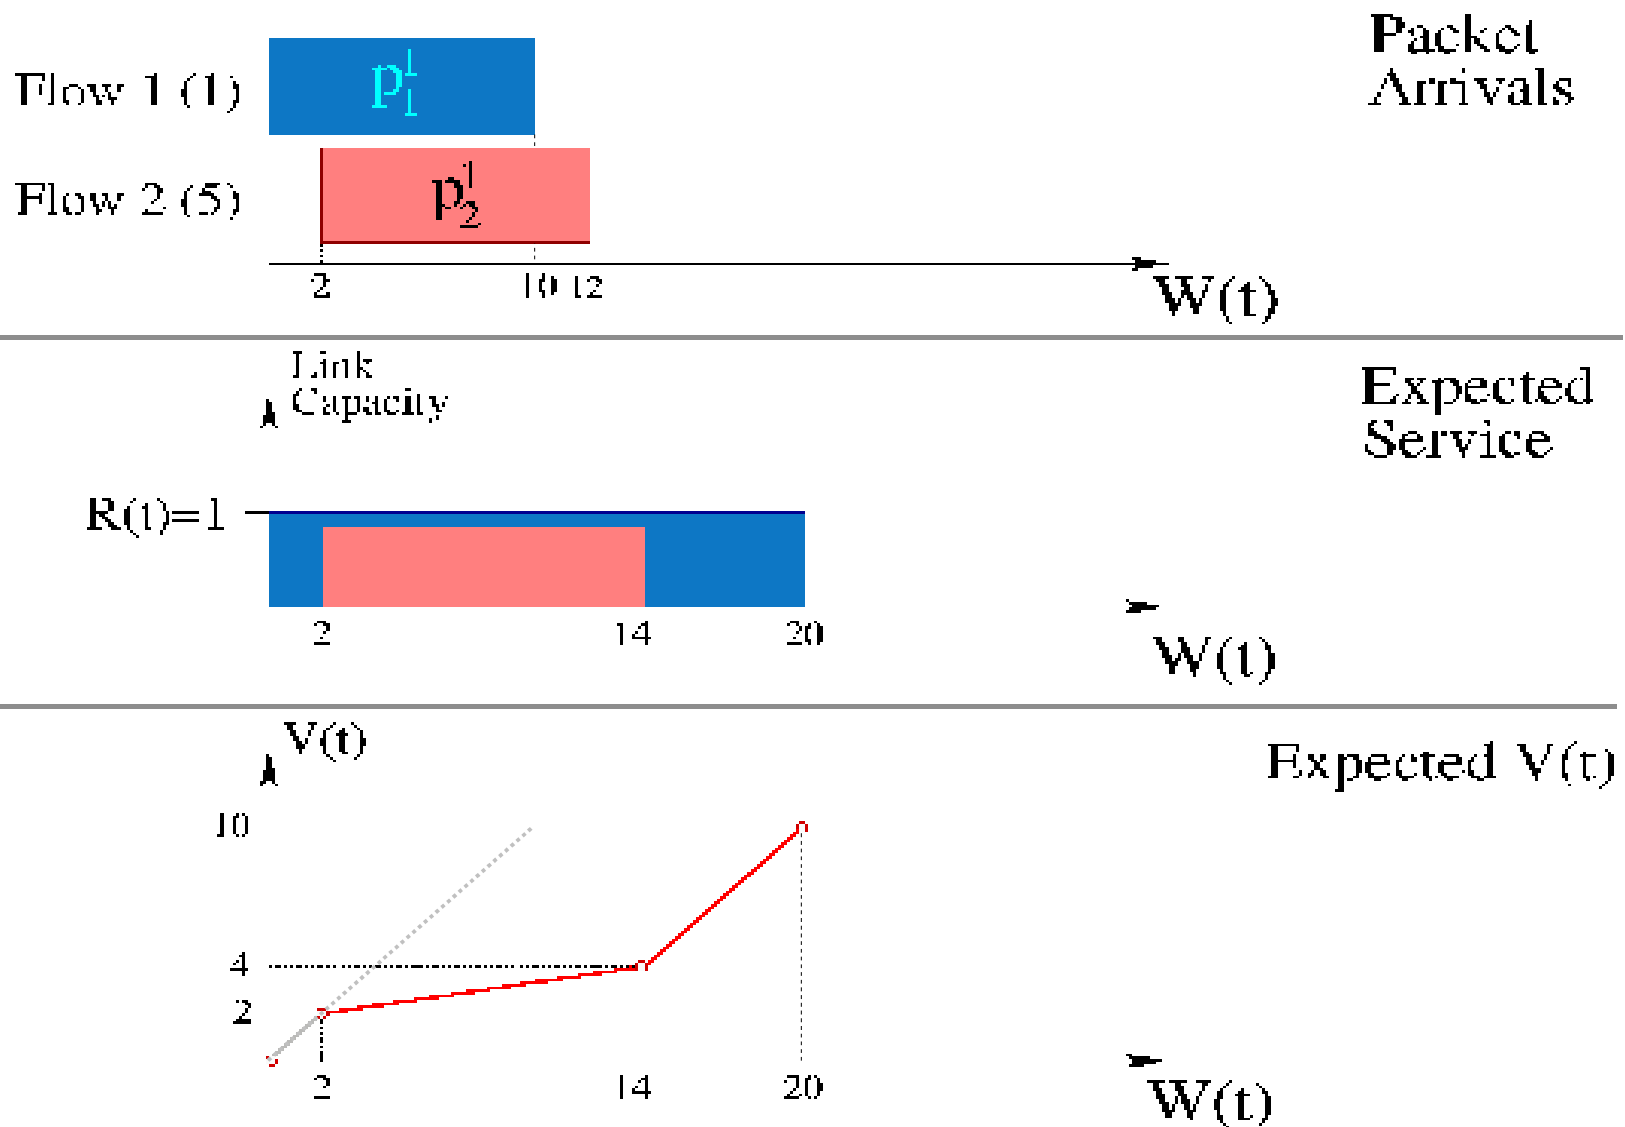 Packet
Arrivals
Flow 1 (1)
p₁¹
Flow 2 (5)
p₂¹
2 10 12
W(t)
Link
Capacity
Expected
Service
R(t)=1
2 14 20
W(t)
V(t)
Expected V(t)
10
4
2
2 14 20
W(t)